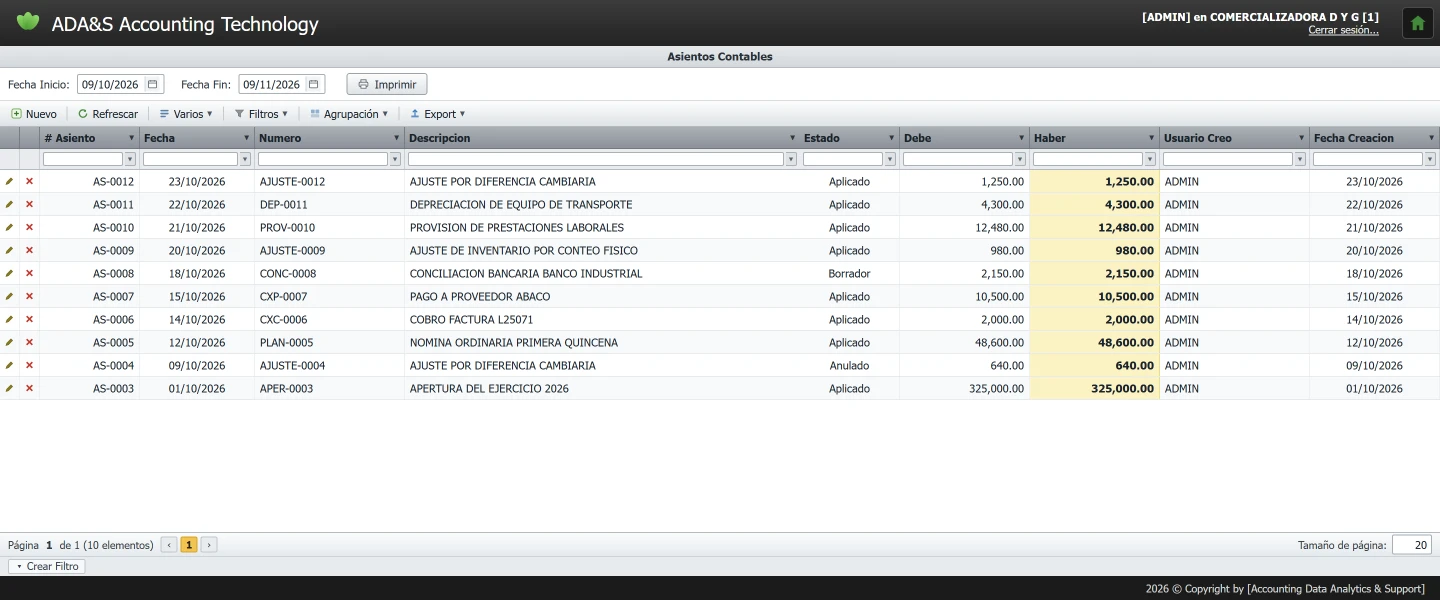 ADA&S Accounting Technology
[ADMIN] en COMERCIALIZADORA D Y G [1]
Cerrar sesión...
Asientos Contables
Fecha Inicio: 09/10/2026 Fecha Fin: 09/11/2026 Imprimir
Nuevo Refrescar Varios Filtros Agrupación Export
# Asiento Fecha Numero Descripcion Estado Debe Haber Usuario Creo Fecha Creacion
AS-0012 23/10/2026 AJUSTE-0012 AJUSTE POR DIFERENCIA CAMBIARIA Aplicado 1,250.00 1,250.00 ADMIN 23/10/2026
AS-0011 22/10/2026 DEP-0011 DEPRECIACION DE EQUIPO DE TRANSPORTE Aplicado 4,300.00 4,300.00 ADMIN 22/10/2026
AS-0010 21/10/2026 PROV-0010 PROVISION DE PRESTACIONES LABORALES Aplicado 12,480.00 12,480.00 ADMIN 21/10/2026
AS-0009 20/10/2026 AJUSTE-0009 AJUSTE DE INVENTARIO POR CONTEO FISICO Aplicado 980.00 980.00 ADMIN 20/10/2026
AS-0008 18/10/2026 CONC-0008 CONCILIACION BANCARIA BANCO INDUSTRIAL Borrador 2,150.00 2,150.00 ADMIN 18/10/2026
AS-0007 15/10/2026 CXP-0007 PAGO A PROVEEDOR ABACO Aplicado 10,500.00 10,500.00 ADMIN 15/10/2026
AS-0006 14/10/2026 CXC-0006 COBRO FACTURA L25071 Aplicado 2,000.00 2,000.00 ADMIN 14/10/2026
AS-0005 12/10/2026 PLAN-0005 NOMINA ORDINARIA PRIMERA QUINCENA Aplicado 48,600.00 48,600.00 ADMIN 12/10/2026
AS-0004 09/10/2026 AJUSTE-0004 AJUSTE POR DIFERENCIA CAMBIARIA Anulado 640.00 640.00 ADMIN 09/10/2026
AS-0003 01/10/2026 APER-0003 APERTURA DEL EJERCICIO 2026 Aplicado 325,000.00 325,000.00 ADMIN 01/10/2026
Página 1 de 1 (10 elementos) ‹ 1 › Tamaño de página: 20
Crear Filtro
2026 © Copyright by [Accounting Data Analytics & Support]